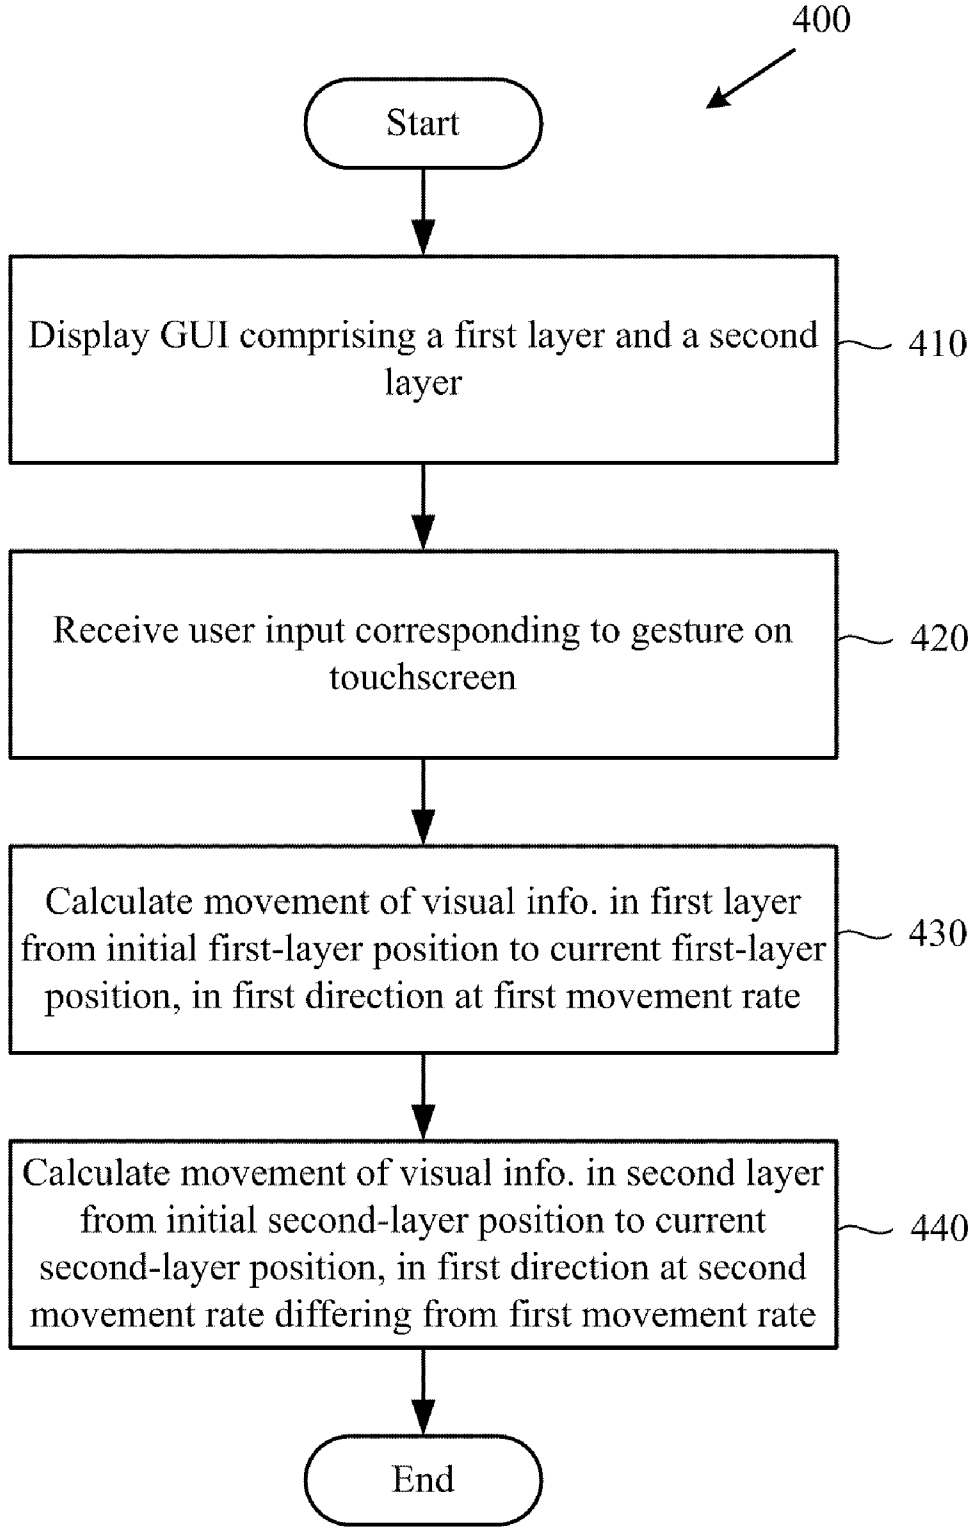 400
Start
Display GUI comprising a first layer and a second
layer
410
Receive user input corresponding to gesture on
touchscreen
420
Calculate movement of visual info. in first layer
from initial first-layer position to current first-layer
position, in first direction at first movement rate
430
Calculate movement of visual info. in second layer
from initial second-layer position to current
second-layer position, in first direction at second
movement rate differing from first movement rate
440
End